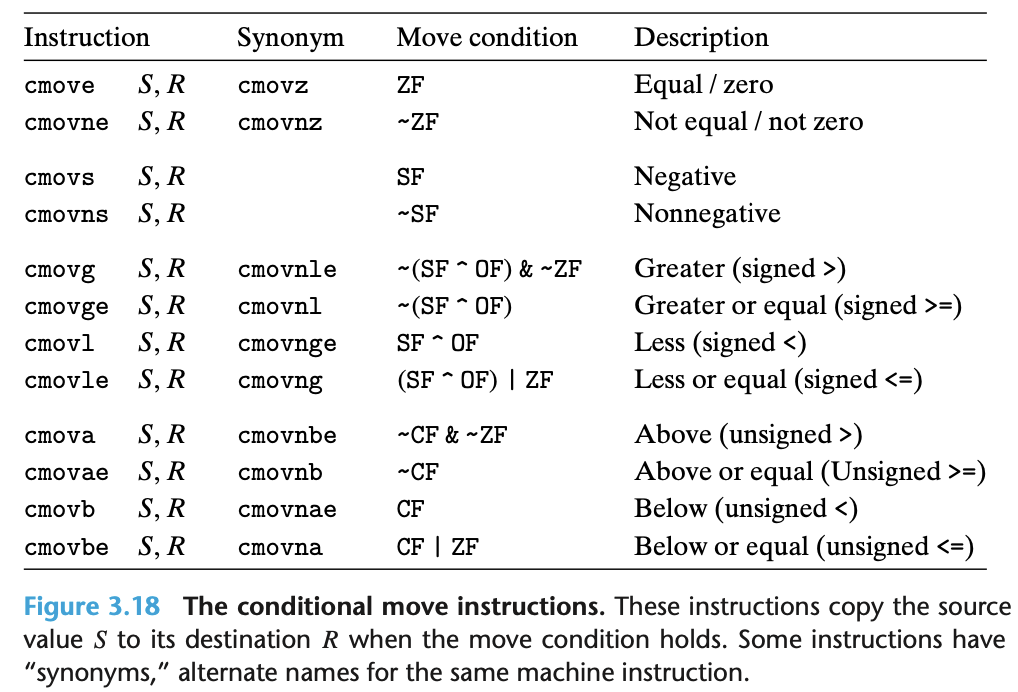 Instruction Synonym Move condition Description
cmove S, R cmovz ZF Equal / zero
cmovne S, R cmovnz ~ZF Not equal / not zero
cmovs S, R SF Negative
cmovns S, R ~SF Nonnegative
cmovg S, R cmovnle ~(SF ^ OF) & ~ZF Greater (signed >)
cmovge S, R cmovnl ~(SF ^ OF) Greater or equal (signed >=)
cmovl S, R cmovnge SF ^ OF Less (signed <)
cmovle S, R cmovng (SF ^ OF) | ZF Less or equal (signed <=)
cmova S, R cmovnbe ~CF & ~ZF Above (unsigned >)
cmovae S, R cmovnb ~CF Above or equal (Unsigned >=)
cmovb S, R cmovnae CF Below (unsigned <)
cmovbe S, R cmovna CF | ZF Below or equal (unsigned <=)
Figure 3.18 The conditional move instructions. These instructions copy the source
value S to its destination R when the move condition holds. Some instructions have
“synonyms,” alternate names for the same machine instruction.